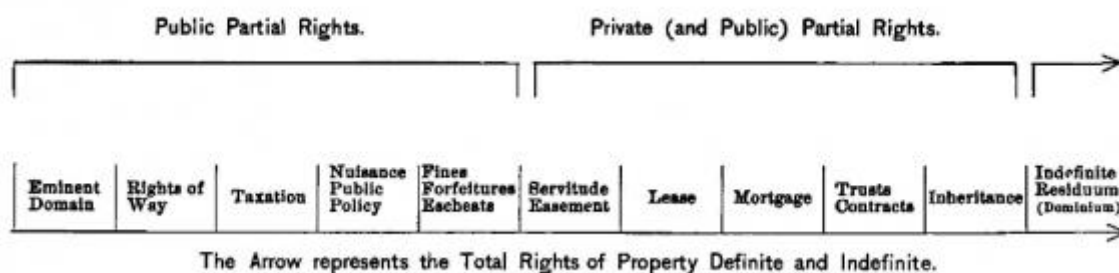 Public Partial Rights.
Private (and Public) Partial Rights.
Eminent
Domain
Rights of
Way
Taxation
Nuisance
Public
Policy
Fines
Forfeitures
Escheats
Servitude
Easement
Lease
Mortgage
Trusts
Contracts
Inheritance
Indefinite
Residuum
(Dominium)
The Arrow represents the Total Rights of Property Definite and Indefinite.